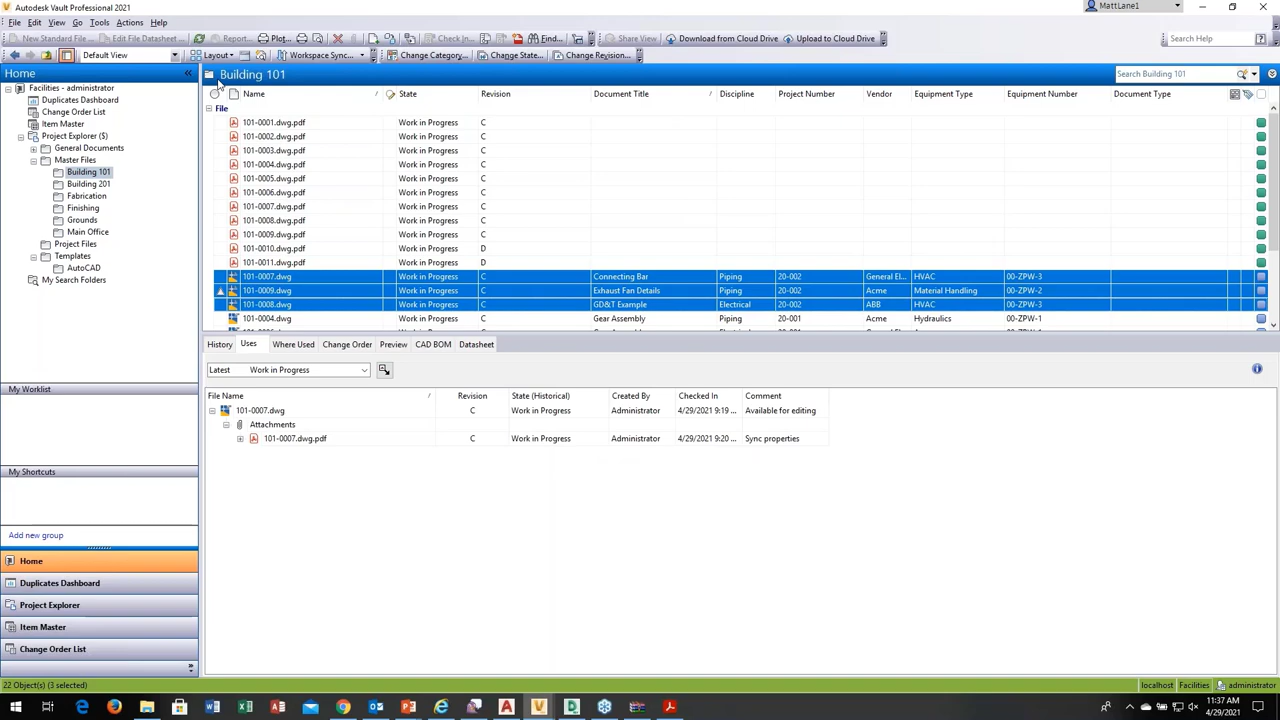 Autodesk Vault Professional 2021
MattLane1
File Edit View Go Tools Actions Help
New Standard File... Edit File Datasheet... Report... Plot... Check In... Find... Share View Download from Cloud Drive Upload to Cloud Drive Search Help
Default View Layout Workspace Sync... Change Category... Change State... Change Revision...
Home « Building 101 Search Building 101
Facilities - administrator
Duplicates Dashboard
Change Order List
Item Master
Project Explorer ($)
General Documents
Master Files
Building 101
Building 201
Fabrication
Finishing
Grounds
Main Office
Project Files
Templates
AutoCAD
My Search Folders
My Worklist
My Shortcuts
Add new group
Home
Duplicates Dashboard
Project Explorer
Item Master
Change Order List
Name State Revision Document Title Discipline Project Number Vendor Equipment Type Equipment Number Document Type
File
101-0001.dwg.pdf Work in Progress C
101-0002.dwg.pdf Work in Progress C
101-0003.dwg.pdf Work in Progress C
101-0004.dwg.pdf Work in Progress C
101-0005.dwg.pdf Work in Progress C
101-0006.dwg.pdf Work in Progress C
101-0007.dwg.pdf Work in Progress C
101-0008.dwg.pdf Work in Progress C
101-0009.dwg.pdf Work in Progress C
101-0010.dwg.pdf Work in Progress D
101-0011.dwg.pdf Work in Progress D
101-0007.dwg Work in Progress C Connecting Bar Piping 20-002 General El... HVAC 00-ZPW-3
101-0009.dwg Work in Progress C Exhaust Fan Details Piping 20-002 Acme Material Handling 00-ZPW-2
101-0008.dwg Work in Progress C GD&T Example Electrical 20-002 ABB HVAC 00-ZPW-3
101-0004.dwg Work in Progress C Gear Assembly Piping 20-001 Acme Hydraulics 00-ZPW-1
History Uses Where Used Change Order Preview CAD BOM Datasheet
Latest Work in Progress
File Name Revision State (Historical) Created By Checked In Comment
101-0007.dwg C Work in Progress Administrator 4/29/2021 9:19 ... Available for editing
Attachments
101-0007.dwg.pdf C Work in Progress Administrator 4/29/2021 9:20 ... Sync properties
22 Object(s) (3 selected) localhost Facilities administrator
11:37 AM
4/29/2021